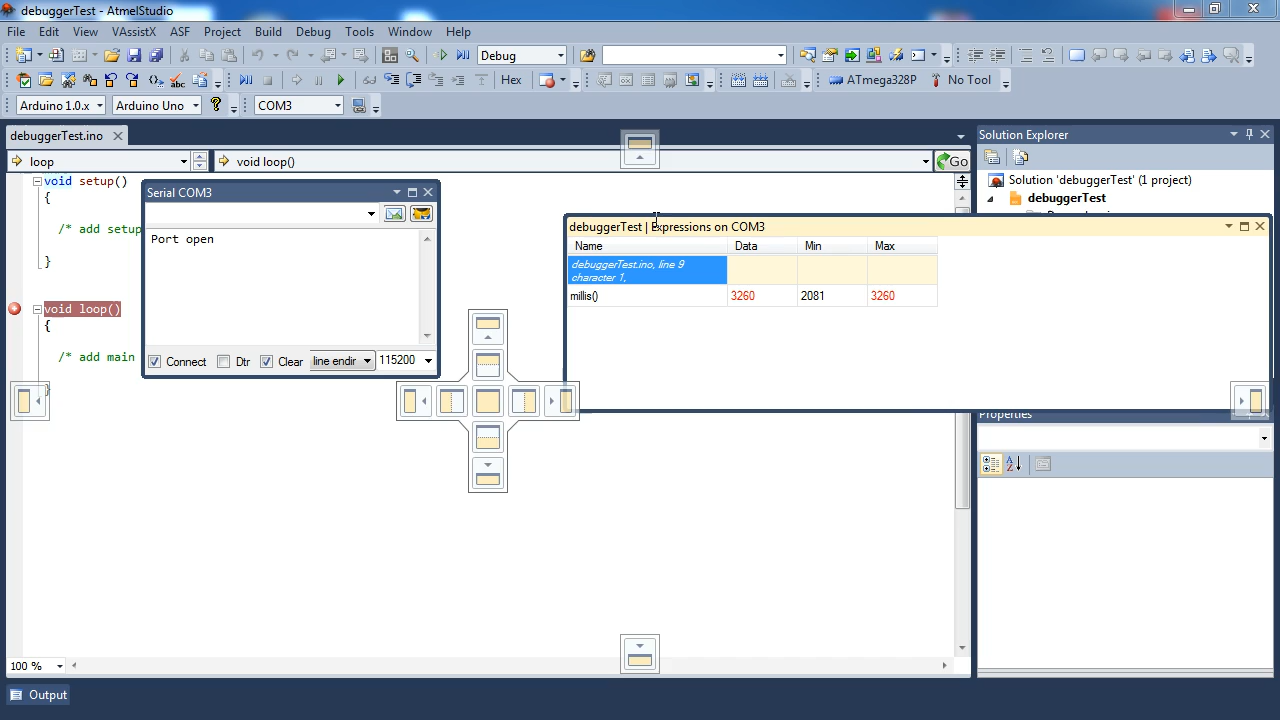 debuggerTest - AtmelStudio
File Edit View VAssistX ASF Project Build Debug Tools Window Help
Debug
Hex ATmega328P No Tool
Arduino 1.0.x Arduino Uno COM3
debuggerTest.ino
Solution Explorer
loop void loop() Go
void setup()
{
/* add setup
}
void loop()
{
/* add main
}
Serial COM3
Port open
Connect Dtr Clear line endir 115200
Solution 'debuggerTest' (1 project)
debuggerTest
debuggerTest | Expressions on COM3
Name Data Min Max
debuggerTest.ino, line 9
character 1,
millis() 3260 2081 3260
Properties
100 %
Output